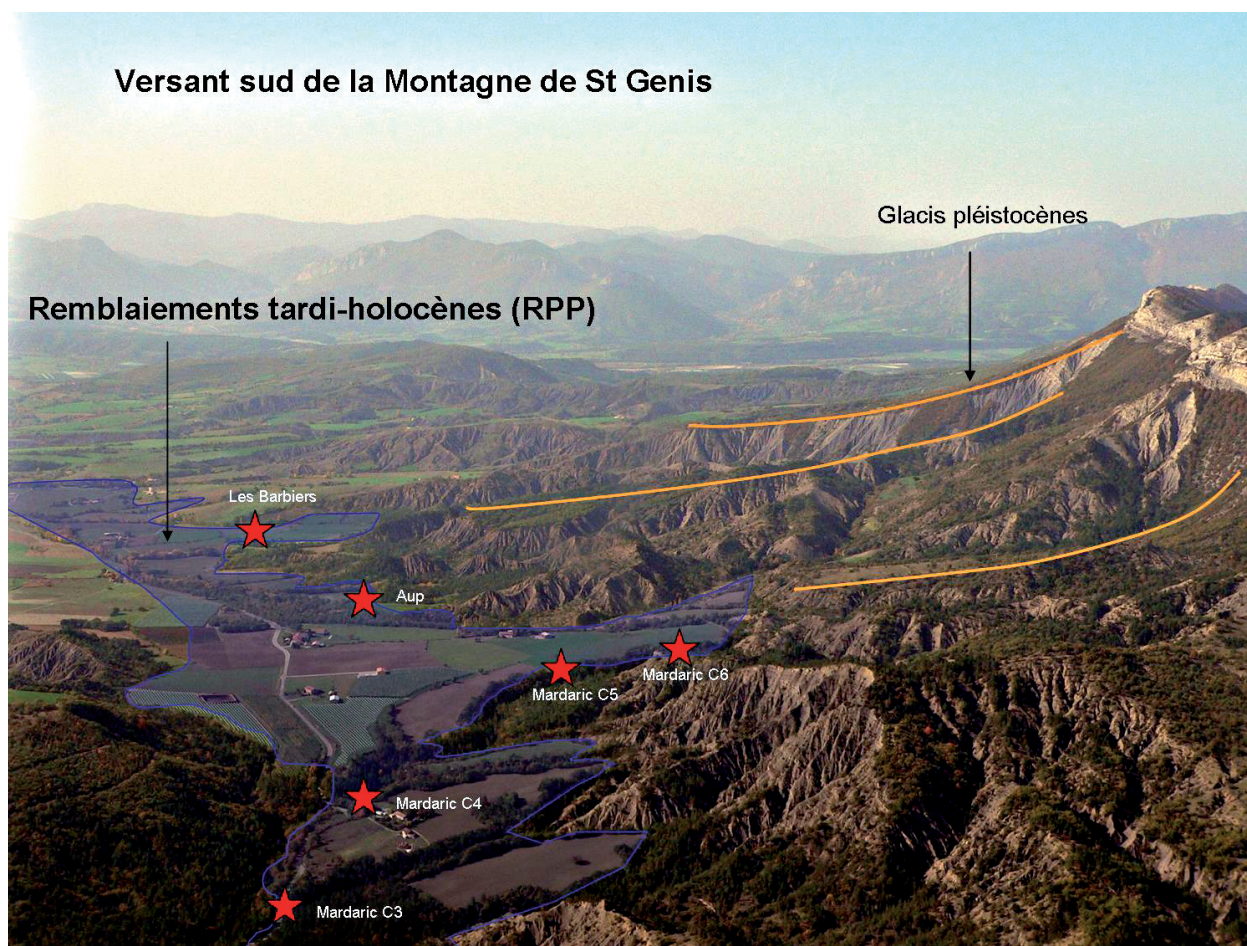 Versant sud de la Montagne de St Genis
Glacis pléistocènes
Remblaiements tardi-holocènes (RPP)
Les Barbiers
Aup
Mardaric C5
Mardaric C6
Mardaric C4
Mardaric C3